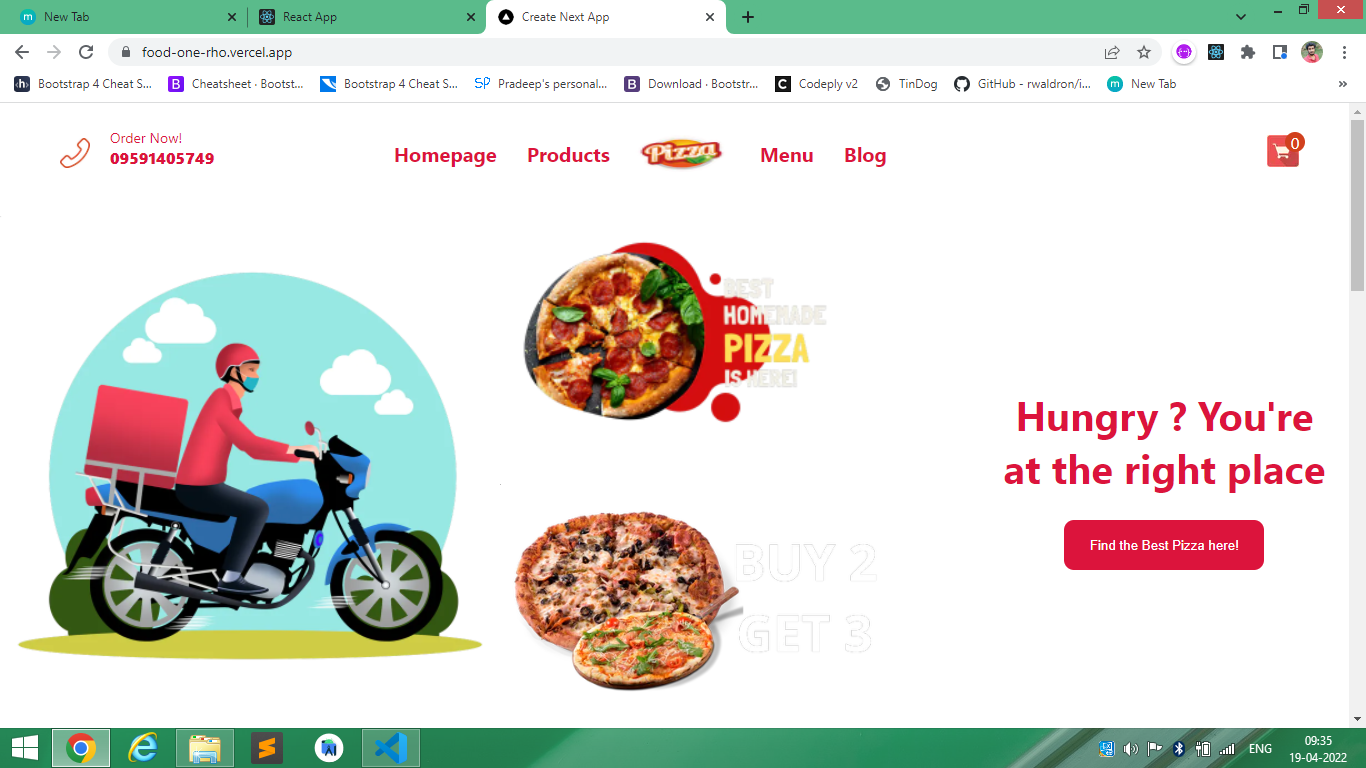 New Tab
React App
Create Next App
food-one-rho.vercel.app
Bootstrap 4 Cheat S...
Cheatsheet · Bootst...
Bootstrap 4 Cheat S...
Pradeep's personal...
Download · Bootstr...
Codeply v2
TinDog
GitHub - rwaldron/i...
New Tab
»
Order Now!
09591405749
Homepage
Products
Pizza
Menu
Blog
0
BEST
HOMEMADE
PIZZA
IS HERE!
Hungry ? You're
at the right place
Find the Best Pizza here!
BUY 2
GET 3
ENG
09:35
19-04-2022